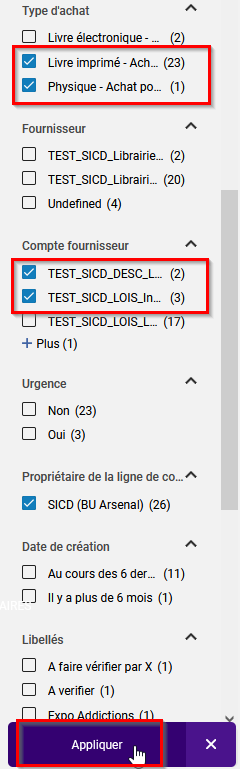 Type d'achat
Livre électronique - ... (2)
Livre imprimé - Ach... (23)
Physique - Achat po... (1)
Fournisseur
TEST_SICD_Librairie... (2)
TEST_SICD_Librairi... (20)
Undefined (4)
Compte fournisseur
TEST_SICD_DESC_L... (2)
TEST_SICD_LOIS_In... (3)
TEST_SICD_LOIS_L... (17)
+ Plus (1)
Urgence
Non (23)
Oui (3)
Propriétaire de la ligne de co...
SICD (BU Arsenal) (26)
Date de création
Au cours des 6 der... (11)
AIRES
Il y a plus de 6 mois (1)
Libellés
A faire vérifier par X (1)
A verifier (1)
Expo Addictions (1)
Appliquer ×